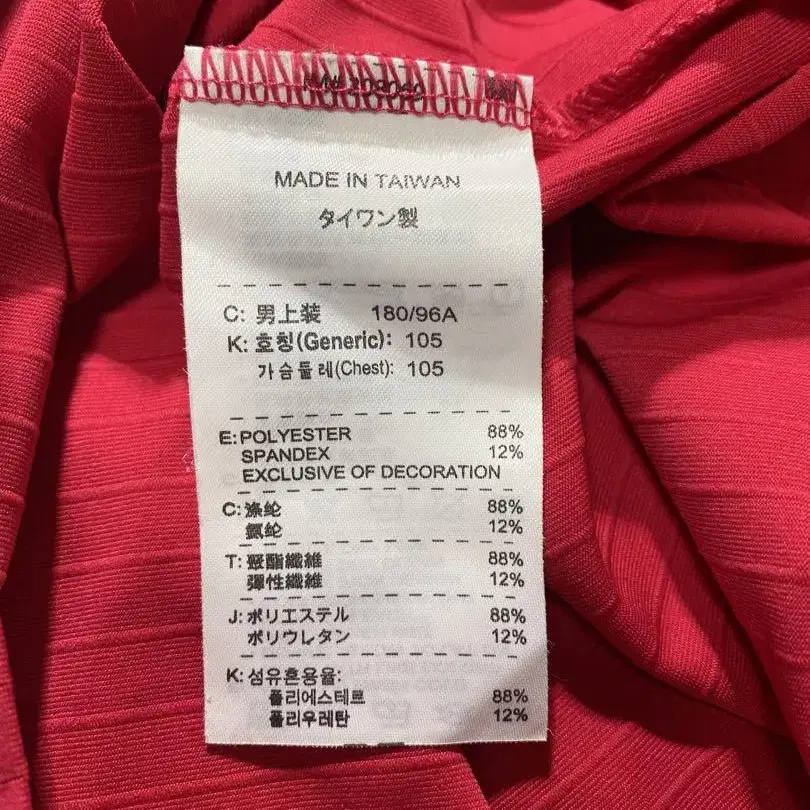 MADE IN TAIWAN
タイワン製
C: 男上装 180/96A
K: 호칭(Generic): 105
가슴둘레(Chest): 105
E: POLYESTER 88%
SPANDEX 12%
EXCLUSIVE OF DECORATION
C: 涤纶 88%
氨纶 12%
T: 聚酯纖維 88%
彈性纖維 12%
J: ポリエステル 88%
ポリウレタン 12%
K: 섬유혼용율:
폴리에스테르 88%
폴리우레탄 12%